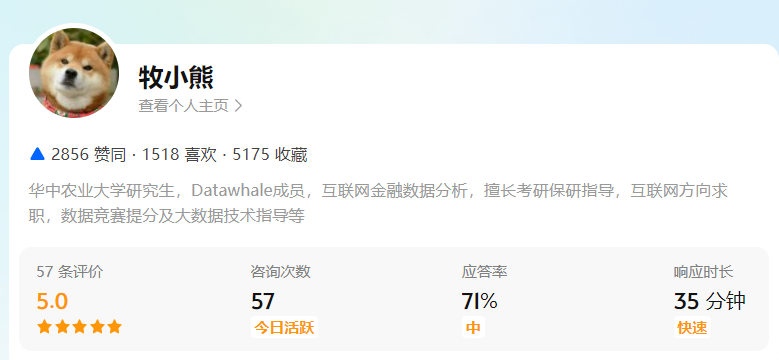 牧小熊
查看个人主页 >
2856 赞同 · 1518 喜欢 · 5175 收藏
华中农业大学研究生，Datawhale成员，互联网金融数据分析，擅长考研保研指导，互联网方向求
职，数据竞赛提分及大数据技术指导等
57 条评价 咨询次数 应答率 响应时长
5.0 57 71% 35 分钟
今日活跃 中 快速